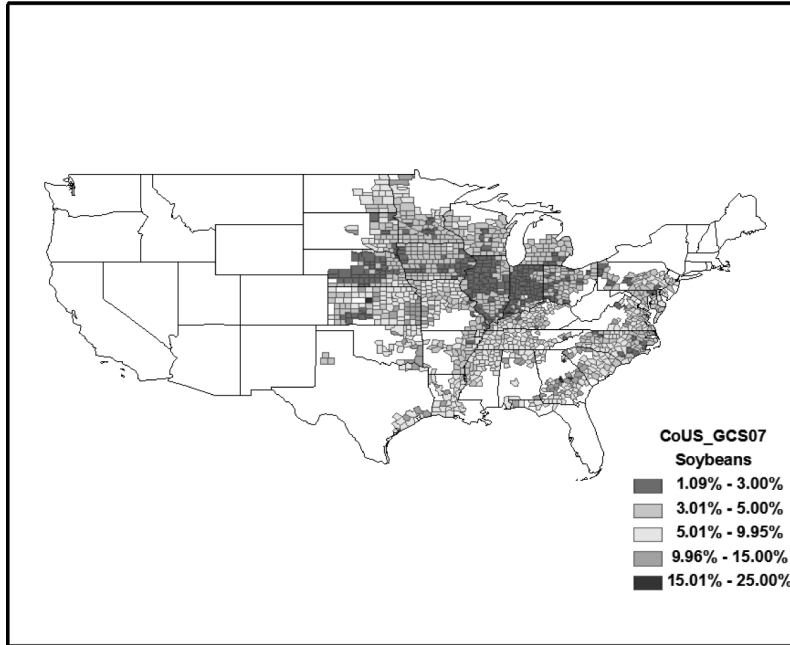 CoUS_GCS07
Soybeans
1.09% - 3.00%
3.01% - 5.00%
5.01% - 9.95%
9.96% - 15.00%
15.01% - 25.00%